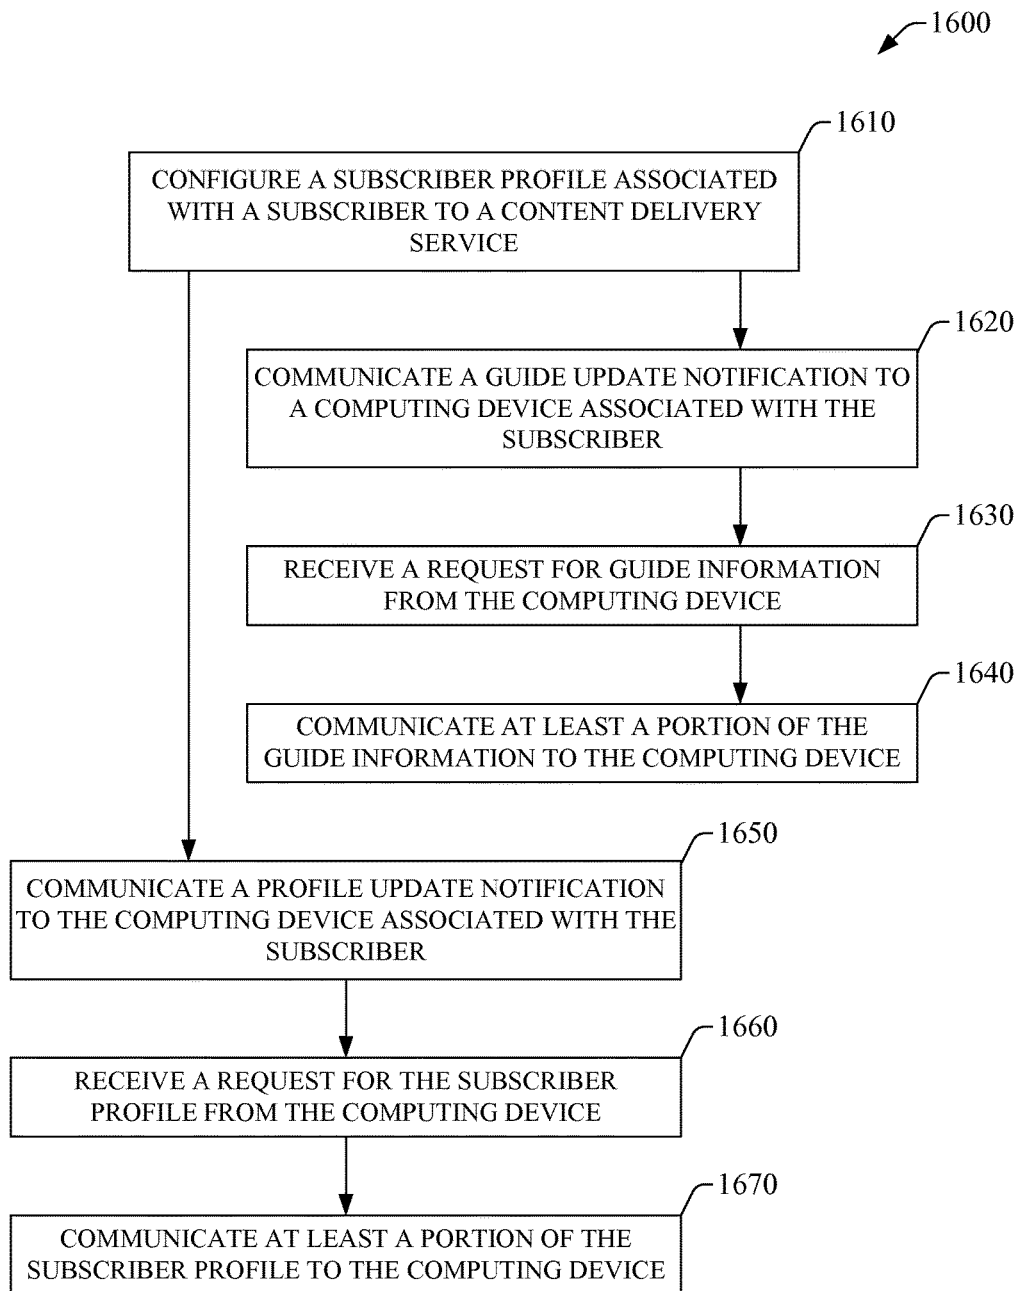 1600
1610
CONFIGURE A SUBSCRIBER PROFILE ASSOCIATED
WITH A SUBSCRIBER TO A CONTENT DELIVERY
SERVICE
1620
COMMUNICATE A GUIDE UPDATE NOTIFICATION TO
A COMPUTING DEVICE ASSOCIATED WITH THE
SUBSCRIBER
1630
RECEIVE A REQUEST FOR GUIDE INFORMATION
FROM THE COMPUTING DEVICE
1640
COMMUNICATE AT LEAST A PORTION OF THE
GUIDE INFORMATION TO THE COMPUTING DEVICE
1650
COMMUNICATE A PROFILE UPDATE NOTIFICATION
TO THE COMPUTING DEVICE ASSOCIATED WITH THE
SUBSCRIBER
1660
RECEIVE A REQUEST FOR THE SUBSCRIBER
PROFILE FROM THE COMPUTING DEVICE
1670
COMMUNICATE AT LEAST A PORTION OF THE
SUBSCRIBER PROFILE TO THE COMPUTING DEVICE